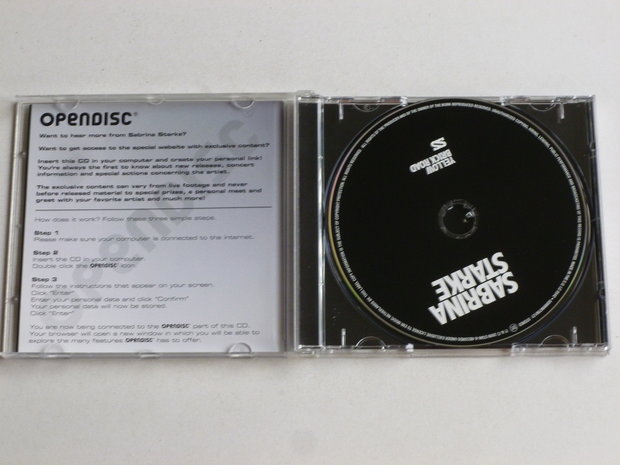 OPENDISC®
Want to hear more from Sabrina Starke?
Want to get access to the special website with exclusive content?
Insert this CD in your computer and create your personal link!
You're always the first to know about new releases, concert
information and special actions concerning the artist.
The exclusive content can vary from live footage and never
before released material to special prizes, a personal meet and
greet with your favorite artist and much more!
How does it work? Follow these three simple steps.
Step 1
Please make sure your computer is connected to the internet.
Step 2
Insert the CD in your computer.
Double click the OPENDISC icon.
Step 3
Follow the instructions that appear on your screen.
Click "Enter"
Enter your personal data and click "Confirm"
Your personal data will now be stored.
Click "Enter"
You are now being connected to the OPENDISC part of this CD.
Your browser will open a new window in which you will be able to
explore the many features OPENDISC has to offer.
SABRINA
STARKE
YELLOW
BRICK ROAD